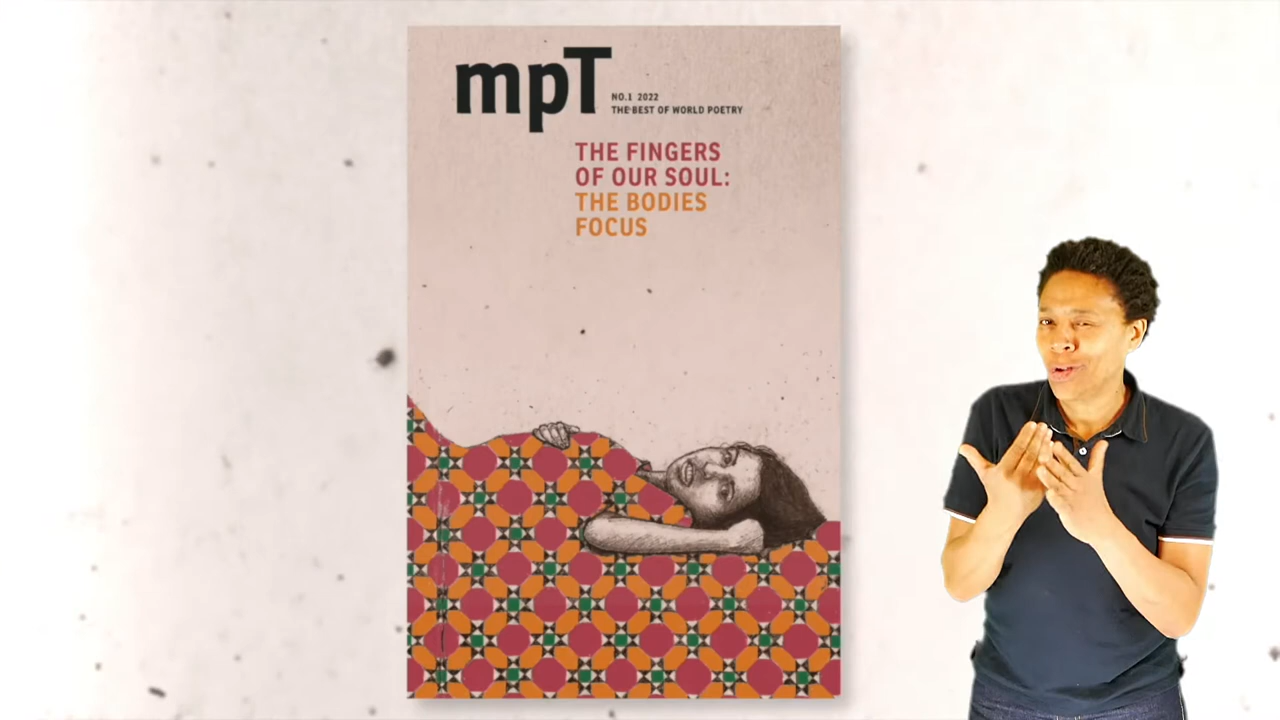 mpT
NO.1 2022
THE BEST OF WORLD POETRY
THE FINGERS
OF OUR SOUL:
THE BODIES
FOCUS